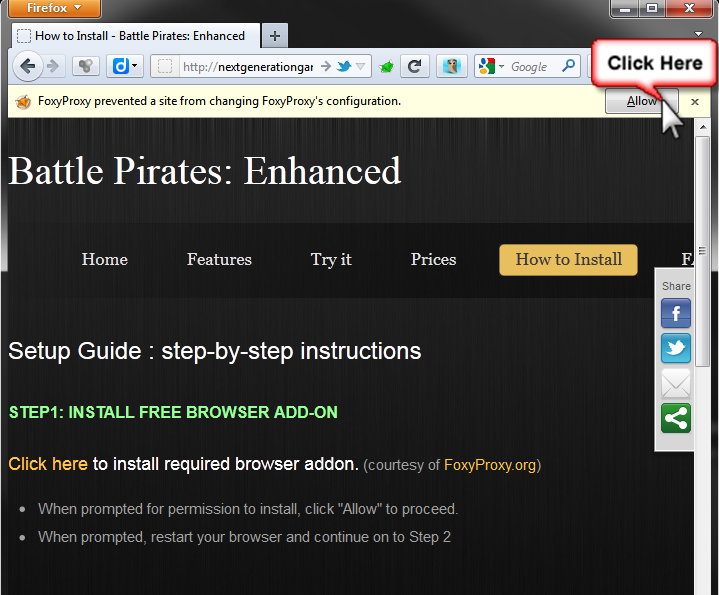 Firefox
How to Install - Battle Pirates: Enhanced
http://nextgenerationgar
Google
Click Here
FoxyProxy prevented a site from changing FoxyProxy's configuration.
Allow
Battle Pirates: Enhanced
Home Features Try it Prices How to Install
Share
Setup Guide : step-by-step instructions
STEP1: INSTALL FREE BROWSER ADD-ON
Click here to install required browser addon. (courtesy of FoxyProxy.org)
When prompted for permission to install, click "Allow" to proceed.
When prompted, restart your browser and continue on to Step 2